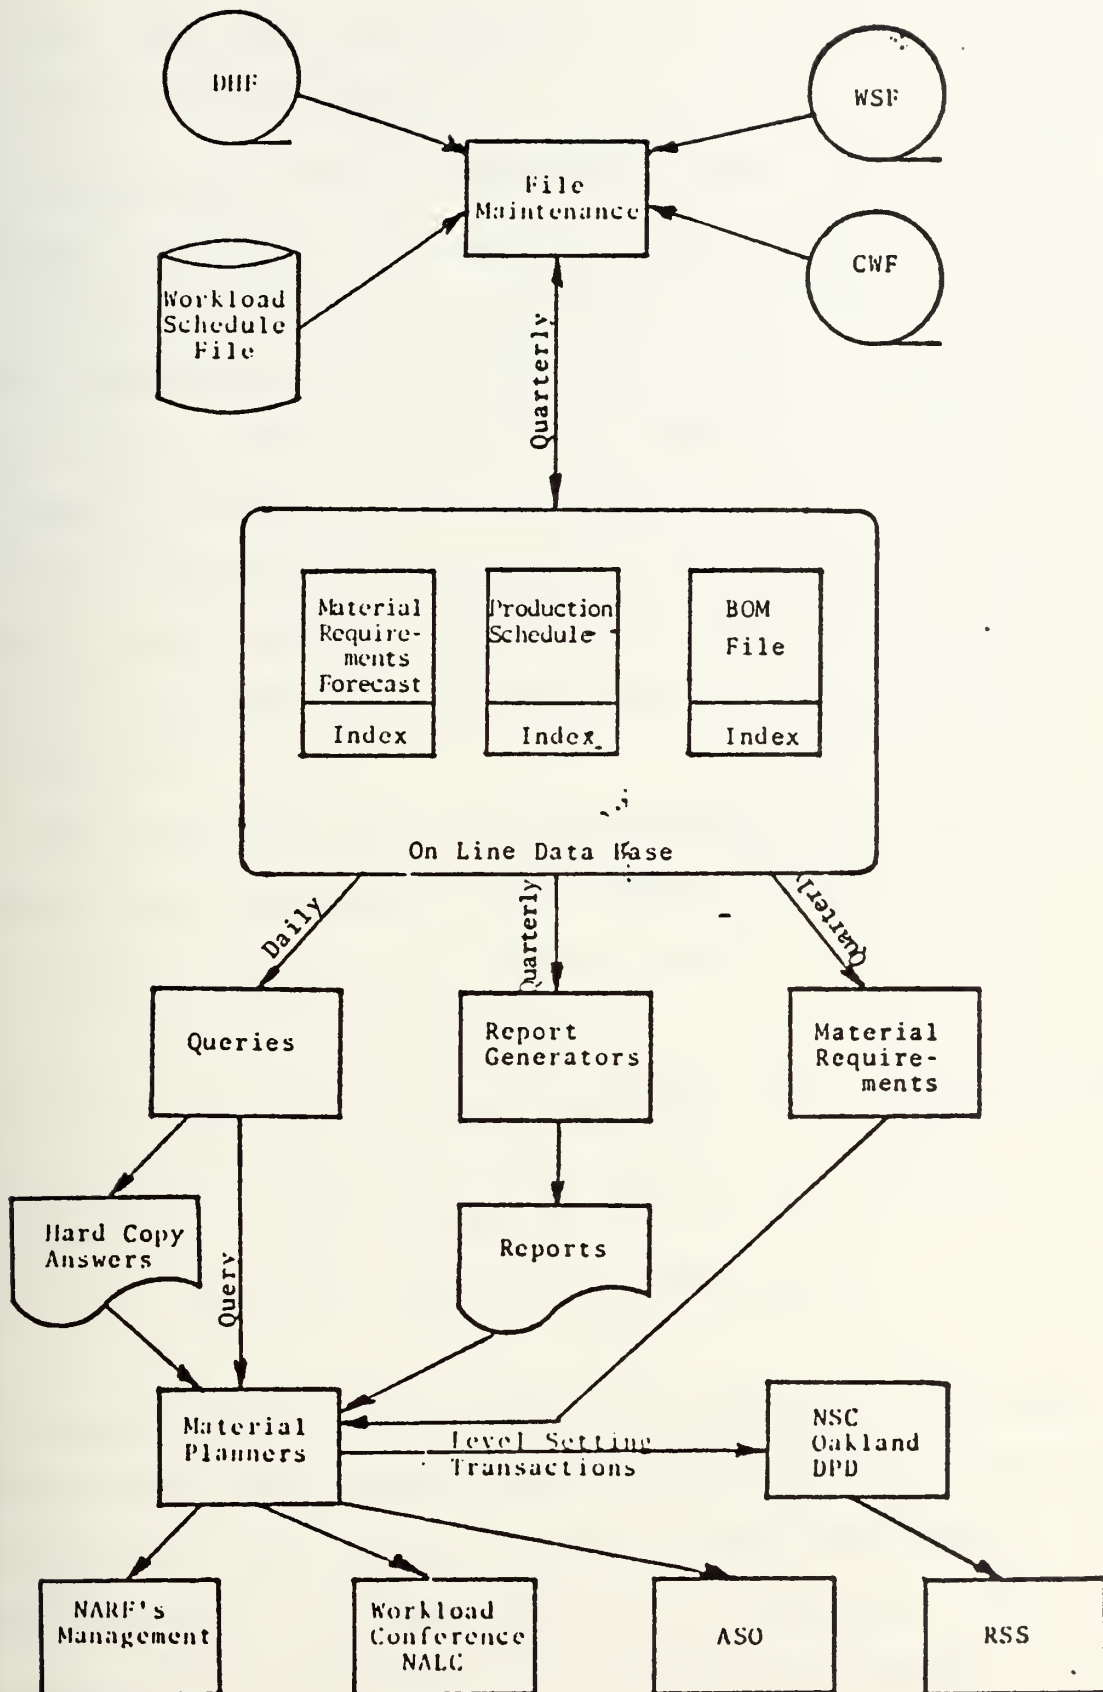 DHF
WSF
File
Maintenance
CWF
Workload
Schedule
File
Quarterly
Material
Require-
ments
Forecast
Index
Production
Schedule
Index
BOM
File
Index
On Line Data Base
Daily
Quarterly
Quarterly
Queries
Report
Generators
Material
Require-
ments
Hard Copy
Answers
Query
Reports
Material
Planners
Level Setting
Transactions
NSC
Oakland
DPD
NARF's
Management
Workload
Conference
NALC
ASO
RSS